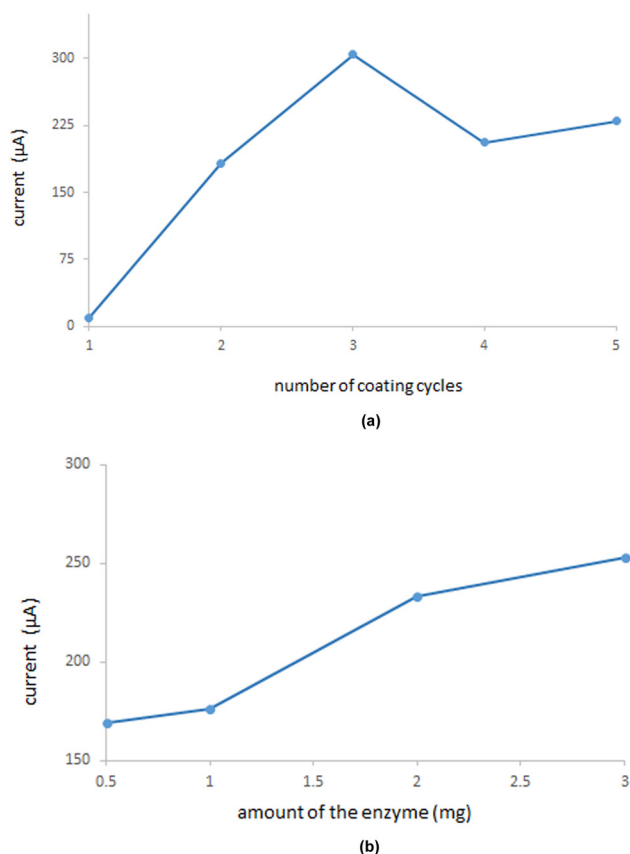 300
225
150
75
0
current (µA)
1 2 3 4 5
number of coating cycles
(a)
300
250
200
150
current (µA)
0.5 1 1.5 2 2.5 3
amount of the enzyme (mg)
(b)